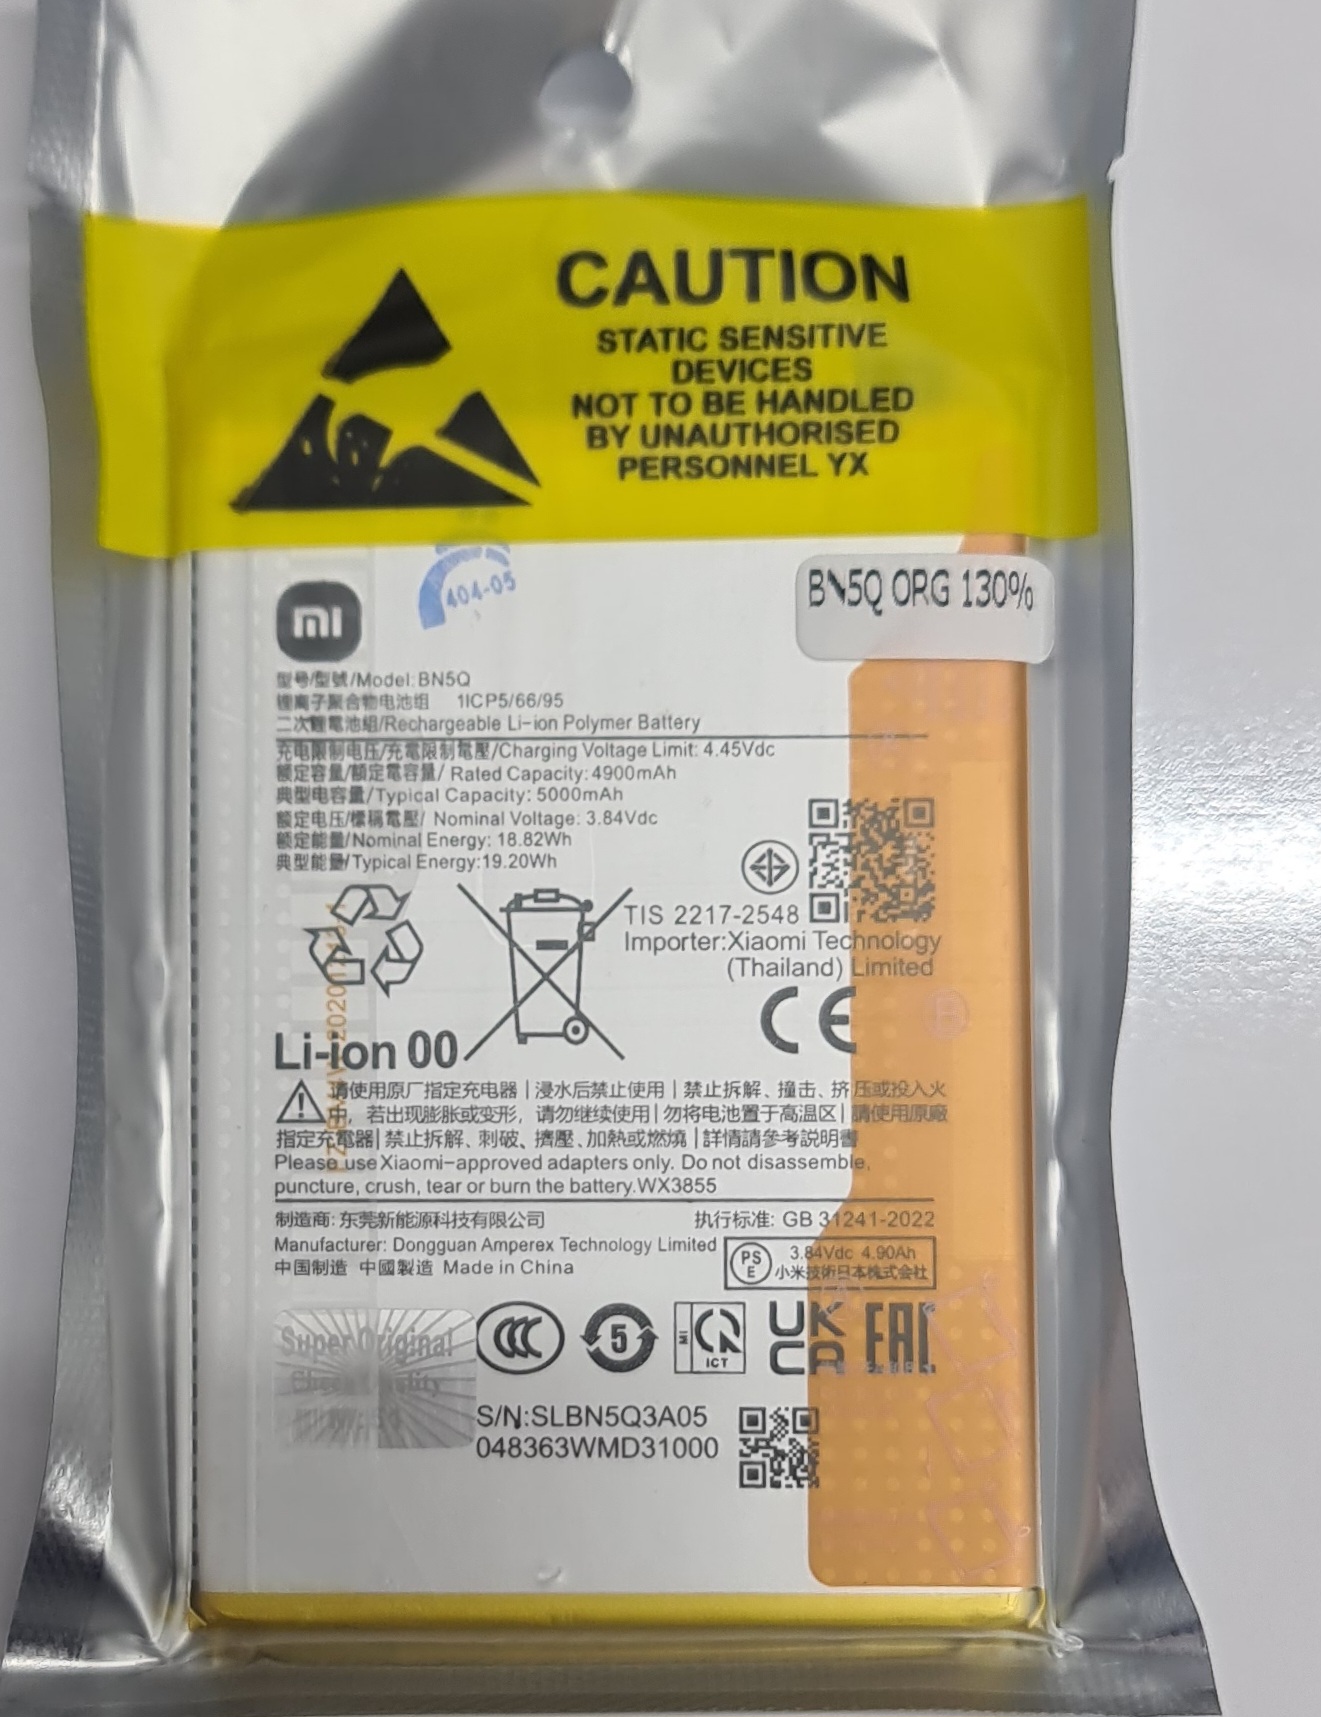 CAUTION
STATIC SENSITIVE
DEVICES
NOT TO BE HANDLED
BY UNAUTHORISED
PERSONNEL YX
404-05
BN5Q ORG 130%
mi
型号/型號/Model: BN5Q
锂离子聚合物电池组 1ICP5/66/95
二次鋰電池組/Rechargeable Li-ion Polymer Battery
充电限制电压/充電限制電壓/Charging Voltage Limit: 4.45Vdc
额定容量/額定電容量/ Rated Capacity: 4900mAh
典型电容量/Typical Capacity: 5000mAh
额定电压/標稱電壓/ Nominal Voltage: 3.84Vdc
额定能量/Nominal Energy: 18.82Wh
典型能量/Typical Energy:19.20Wh
TIS 2217-2548
Importer:Xiaomi Technology
(Thailand) Limited
CE
Li-ion 00
请使用原厂指定充电器 | 浸水后禁止使用 | 禁止拆解、撞击、挤压或投入火
中，若出现膨胀或变形，请勿继续使用 | 勿将电池置于高温区 | 請使用原廠
指定充電器 | 禁止拆解、刺破、擠壓、加熱或燃燒 | 詳情請參考説明書
Please use Xiaomi-approved adapters only. Do not disassemble,
puncture, crush, tear or burn the battery.WX3855
制造商: 东莞新能源科技有限公司 执行标准: GB 31241-2022
Manufacturer: Dongguan Amperex Technology Limited
中国制造 中國製造 Made in China
PS E 3.84Vdc 4.90Ah
小米技術日本株式会社
Super Original
CCC 5 MI ICT UK CA EAC
S/N:SLBN5Q3A05
048363WMD31000